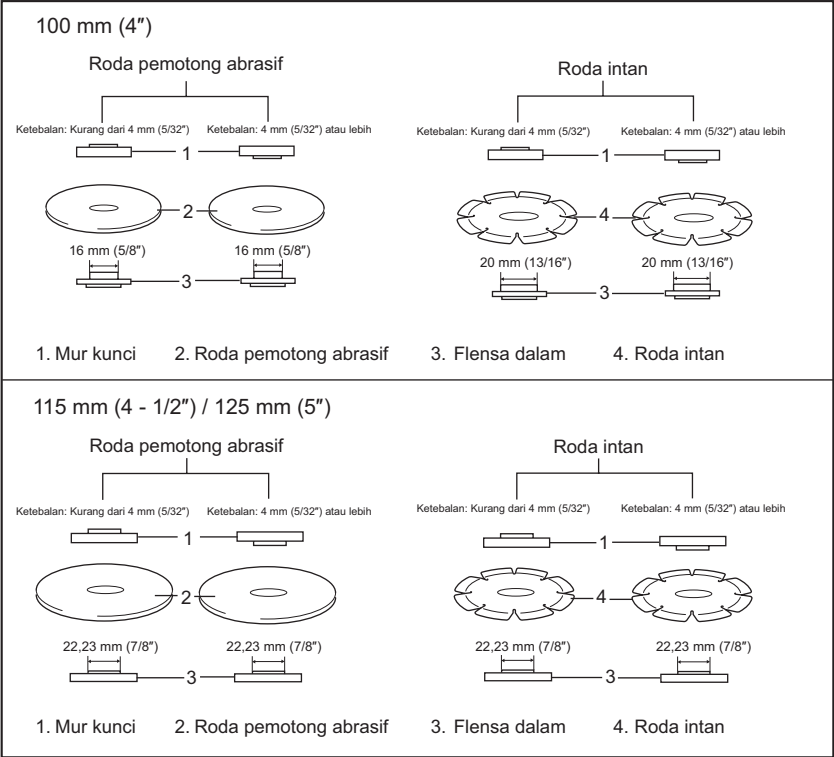 100 mm (4″)
Roda pemotong abrasif
Ketebalan: Kurang dari 4 mm (5/32″)
Ketebalan: 4 mm (5/32″) atau lebih
1
2
16 mm (5/8″)
16 mm (5/8″)
3
Roda intan
Ketebalan: Kurang dari 4 mm (5/32″)
Ketebalan: 4 mm (5/32″) atau lebih
1
4
20 mm (13/16″)
20 mm (13/16″)
3
1. Mur kunci
2. Roda pemotong abrasif
3. Flensa dalam
4. Roda intan
115 mm (4 - 1/2″) / 125 mm (5″)
Roda pemotong abrasif
Ketebalan: Kurang dari 4 mm (5/32″)
Ketebalan: 4 mm (5/32″) atau lebih
1
2
22,23 mm (7/8″)
22,23 mm (7/8″)
3
Roda intan
Ketebalan: Kurang dari 4 mm (5/32″)
Ketebalan: 4 mm (5/32″) atau lebih
1
4
22,23 mm (7/8″)
22,23 mm (7/8″)
3
1. Mur kunci
2. Roda pemotong abrasif
3. Flensa dalam
4. Roda intan